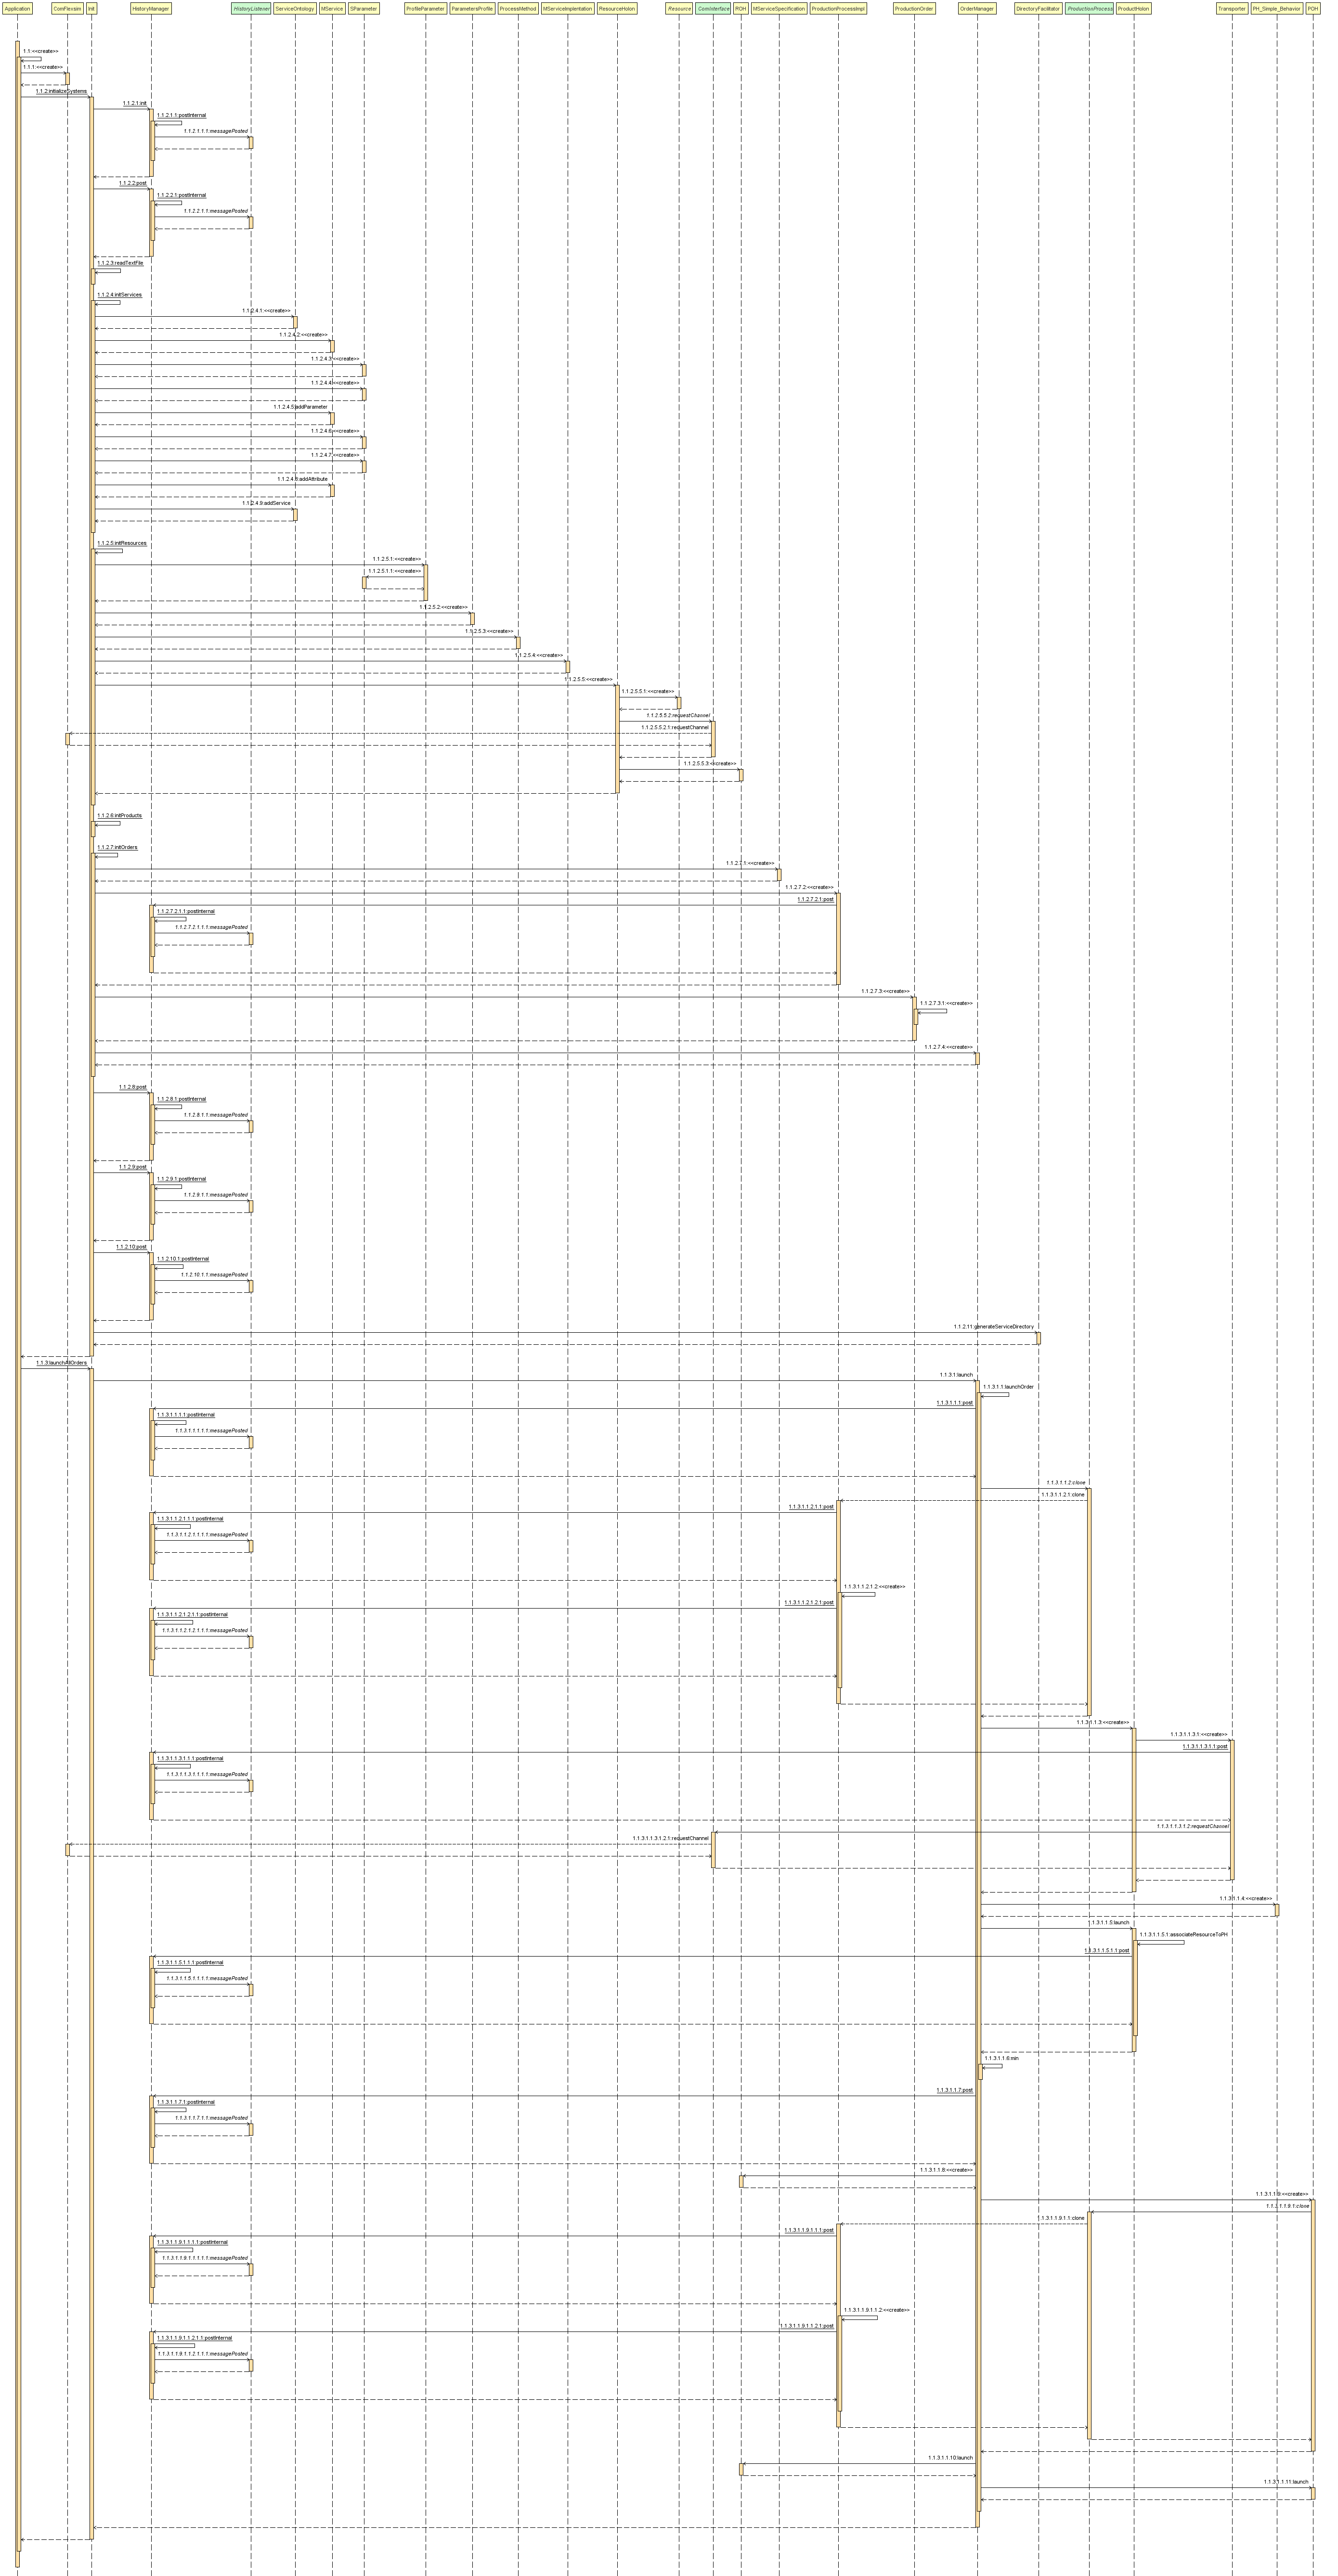 Application
ComFlexsim
Init
HistoryManager
HistoryListener
ServiceOntology
MService
SParameter
ProfileParameter
ParametersProfile
ProcessMethod
MServiceImplentation
ResourceHolon
Resource
ComInterface
ROH
MServiceSpecification
ProductionProcessImpl
ProductionOrder
OrderManager
DirectoryFacilitator
ProductionProcess
ProductHolon
Transporter
PH_Simple_Behavior
POH
1.1:<<create>>
1.1.1:<<create>>
1.1.2:initializeSystems
1.1.2.1:init
1.1.2.1.1:postInternal
1.1.2.1.1.1:messagePosted
1.1.2.2:post
1.1.2.2.1:postInternal
1.1.2.2.1.1:messagePosted
1.1.2.3:readTextFile
1.1.2.4:initServices
1.1.2.4.1:<<create>>
1.1.2.4.2:<<create>>
1.1.2.4.3:<<create>>
1.1.2.4.4:<<create>>
1.1.2.4.5:addParameter
1.1.2.4.6:<<create>>
1.1.2.4.7:<<create>>
1.1.2.4.8:addAttribute
1.1.2.4.9:addService
1.1.2.5:initResources
1.1.2.5.1:<<create>>
1.1.2.5.1.1:<<create>>
1.1.2.5.2:<<create>>
1.1.2.5.3:<<create>>
1.1.2.5.4:<<create>>
1.1.2.5.5:<<create>>
1.1.2.5.5.1:<<create>>
1.1.2.5.5.2:requestChannel
1.1.2.5.5.2.1:requestChannel
1.1.2.5.5.3:<<create>>
1.1.2.6:initProducts
1.1.2.7:initOrders
1.1.2.7.1:<<create>>
1.1.2.7.2:<<create>>
1.1.2.7.2.1:post
1.1.2.7.2.1.1:postInternal
1.1.2.7.2.1.1.1:messagePosted
1.1.2.7.3:<<create>>
1.1.2.7.3.1:<<create>>
1.1.2.7.4:<<create>>
1.1.2.8:post
1.1.2.8.1:postInternal
1.1.2.8.1.1:messagePosted
1.1.2.9:post
1.1.2.9.1:postInternal
1.1.2.9.1.1:messagePosted
1.1.2.10:post
1.1.2.10.1:postInternal
1.1.2.10.1.1:messagePosted
1.1.2.11:generateServiceDirectory
1.1.3:launchAllOrders
1.1.3.1:launch
1.1.3.1.1:launchOrder
1.1.3.1.1.1:post
1.1.3.1.1.1.1:postInternal
1.1.3.1.1.1.1.1:messagePosted
1.1.3.1.1.2:clone
1.1.3.1.1.2.1:clone
1.1.3.1.1.2.1.1:post
1.1.3.1.1.2.1.1.1:postInternal
1.1.3.1.1.2.1.1.1.1:messagePosted
1.1.3.1.1.2.1.2:<<create>>
1.1.3.1.1.2.1.2.1:post
1.1.3.1.1.2.1.2.1.1:postInternal
1.1.3.1.1.2.1.2.1.1.1:messagePosted
1.1.3.1.1.3:<<create>>
1.1.3.1.1.3.1:<<create>>
1.1.3.1.1.3.1.1:post
1.1.3.1.1.3.1.1.1:postInternal
1.1.3.1.1.3.1.1.1.1:messagePosted
1.1.3.1.1.3.1.2:requestChannel
1.1.3.1.1.3.1.2.1:requestChannel
1.1.3.1.1.4:<<create>>
1.1.3.1.1.5:launch
1.1.3.1.1.5.1:associateResourceToPH
1.1.3.1.1.5.1.1:post
1.1.3.1.1.5.1.1.1:postInternal
1.1.3.1.1.5.1.1.1.1:messagePosted
1.1.3.1.1.6:min
1.1.3.1.1.7:post
1.1.3.1.1.7.1:postInternal
1.1.3.1.1.7.1.1:messagePosted
1.1.3.1.1.8:<<create>>
1.1.3.1.1.9:<<create>>
1.1.3.1.1.9.1:clone
1.1.3.1.1.9.1.1:clone
1.1.3.1.1.9.1.1.1:post
1.1.3.1.1.9.1.1.1.1:postInternal
1.1.3.1.1.9.1.1.1.1.1:messagePosted
1.1.3.1.1.9.1.1.2:<<create>>
1.1.3.1.1.9.1.1.2.1:post
1.1.3.1.1.9.1.1.2.1.1:postInternal
1.1.3.1.1.9.1.1.2.1.1.1:messagePosted
1.1.3.1.1.10:launch
1.1.3.1.1.11:launch